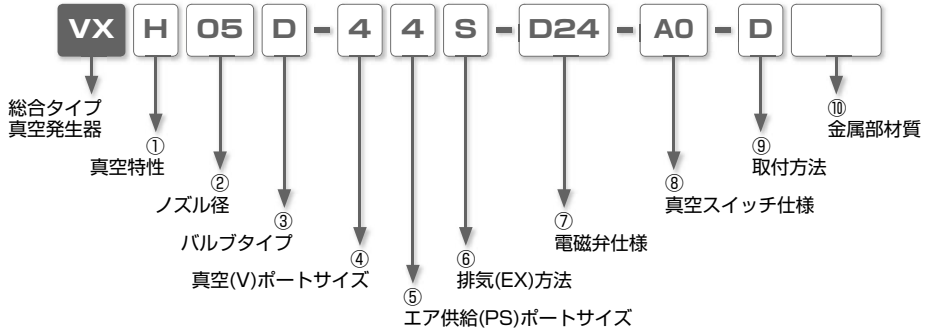 VX H 05 D - 4 4 S - D24 - A0 - D
総合タイプ
真空発生器
①
真空特性
②
ノズル径
③
バルブタイプ
④
真空(V)ポートサイズ
⑤
エア供給(PS)ポートサイズ
⑥
排気(EX)方法
⑦
電磁弁仕様
⑧
真空スイッチ仕様
⑨
取付方法
⑩
金属部材質